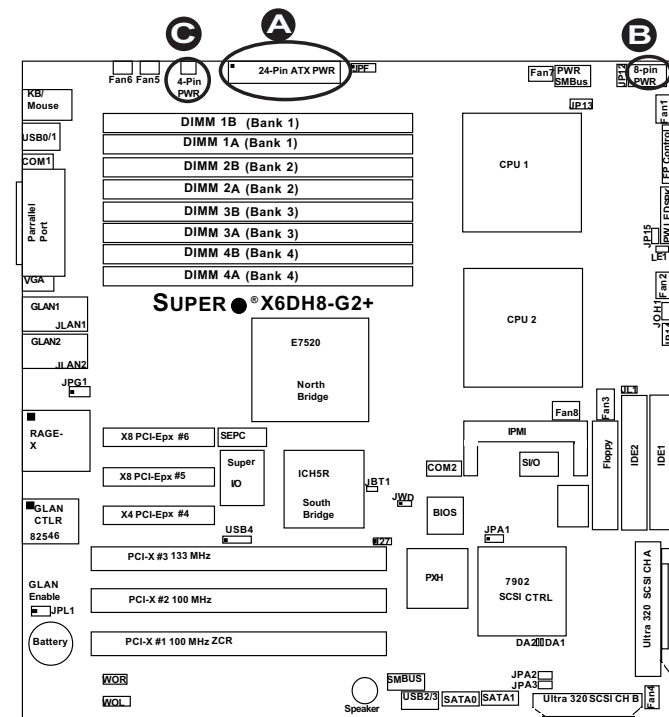 C
A
B
Fan6 Fan5
4-Pin
PWR
24-Pin ATX PWR
JPF
Fan7
PWR
SMBus
JP12
8-pin
PWR
KB/
Mouse
JP13
Fan1
USB0/1
FP Control
COM1
DIMM 1B (Bank 1)
DIMM 1A (Bank 1)
DIMM 2B (Bank 2)
DIMM 2A (Bank 2)
DIMM 3B (Bank 3)
DIMM 3A (Bank 3)
DIMM 4B (Bank 4)
DIMM 4A (Bank 4)
CPU 1
Parrallel
Port
PWLEDSPK
JP15
LE1
VGA
Fan2
SUPER ® X6DH8-G2+
GLAN1
JLAN1
JOH1
GLAN2
JLAN2
CPU 2
E7520
North
Bridge
JPG1
JL1
Fan3
Fan8
RAGE-
X
X8 PCI-Epx #6
SEPC
IPMI
Floppy
IDE2
IDE1
X8 PCI-Epx #5
Super
I/O
ICH5R
South
Bridge
JBT1
COM2
SI/O
X4 PCI-Epx #4
JWD
BIOS
GLAN
CTLR
82546
USB4
J27
JPA1
PCI-X #3 133 MHz
PXH
7902
SCSI CTRL
Ultra 320 SCSI CH A
GLAN
Enable
JPL1
PCI-X #2 100 MHz
Battery
PCI-X #1 100 MHz ZCR
DA2 DA1
WOR
WOL
Speaker
SMBUS
USB2/3
SATA0
SATA1
JPA2
JPA3
Ultra 320 SCSI CH B
Fan4